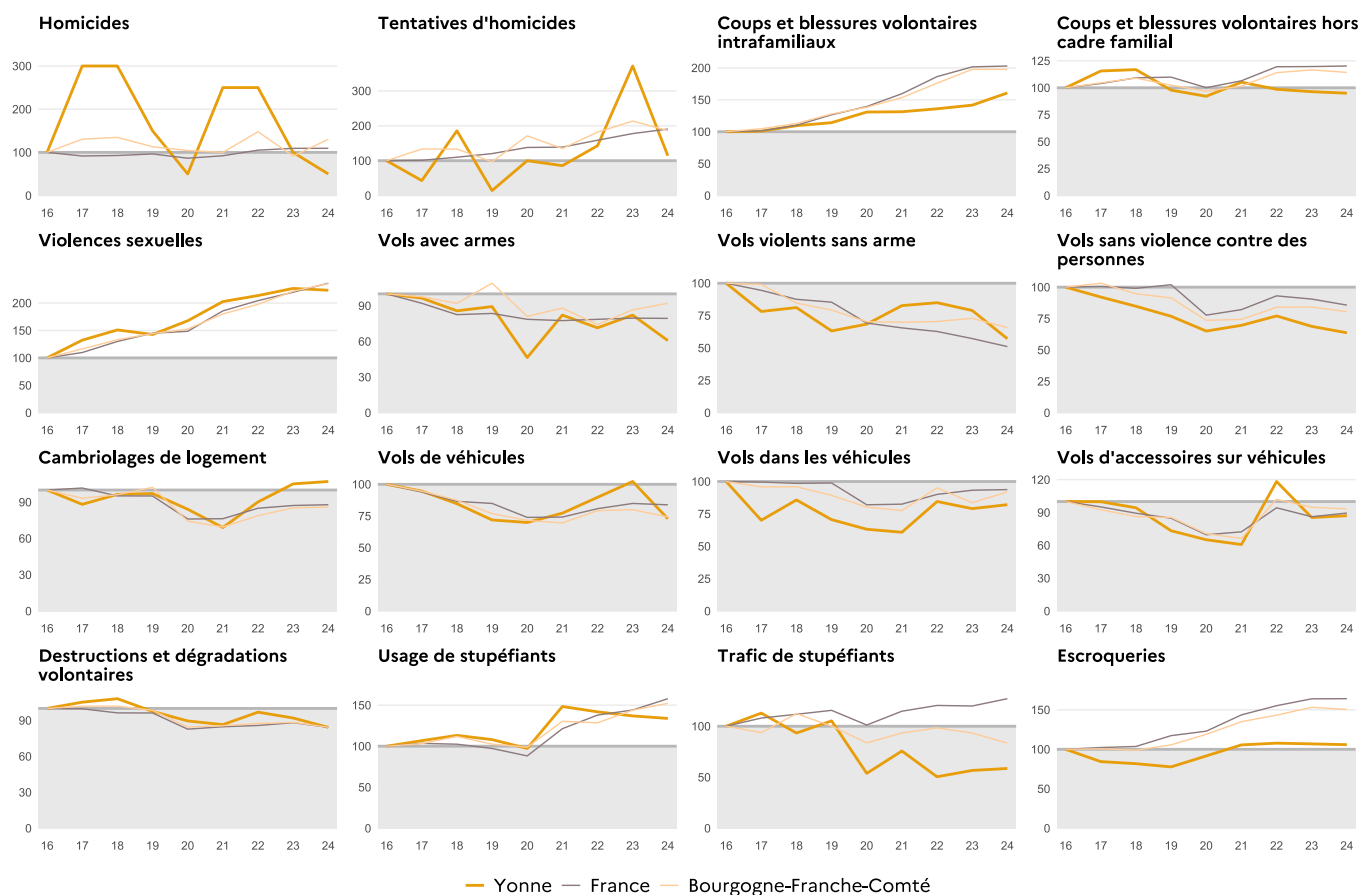 Homicides
Tentatives d'homicides
Coups et blessures volontaires
intrafamiliaux
Coups et blessures volontaires hors
cadre familial
300
200
100
0
300
200
100
0
200
150
100
50
0
125
100
75
50
25
0
16 17 18 19 20 21 22 23 24
16 17 18 19 20 21 22 23 24
16 17 18 19 20 21 22 23 24
16 17 18 19 20 21 22 23 24
Violences sexuelles
Vols avec armes
Vols violents sans arme
Vols sans violence contre des
personnes
200
150
100
50
0
90
60
30
0
100
75
50
25
0
100
75
50
25
0
16 17 18 19 20 21 22 23 24
16 17 18 19 20 21 22 23 24
16 17 18 19 20 21 22 23 24
16 17 18 19 20 21 22 23 24
Cambriolages de logement
Vols de véhicules
Vols dans les véhicules
Vols d'accessoires sur véhicules
90
60
30
0
100
75
50
25
0
100
75
50
25
0
120
90
60
30
0
16 17 18 19 20 21 22 23 24
16 17 18 19 20 21 22 23 24
16 17 18 19 20 21 22 23 24
16 17 18 19 20 21 22 23 24
Destructions et dégradations
volontaires
Usage de stupéfiants
Trafic de stupéfiants
Escroqueries
90
60
30
0
150
100
50
0
100
50
0
150
100
50
0
16 17 18 19 20 21 22 23 24
16 17 18 19 20 21 22 23 24
16 17 18 19 20 21 22 23 24
16 17 18 19 20 21 22 23 24
Yonne France Bourgogne-Franche-Comté